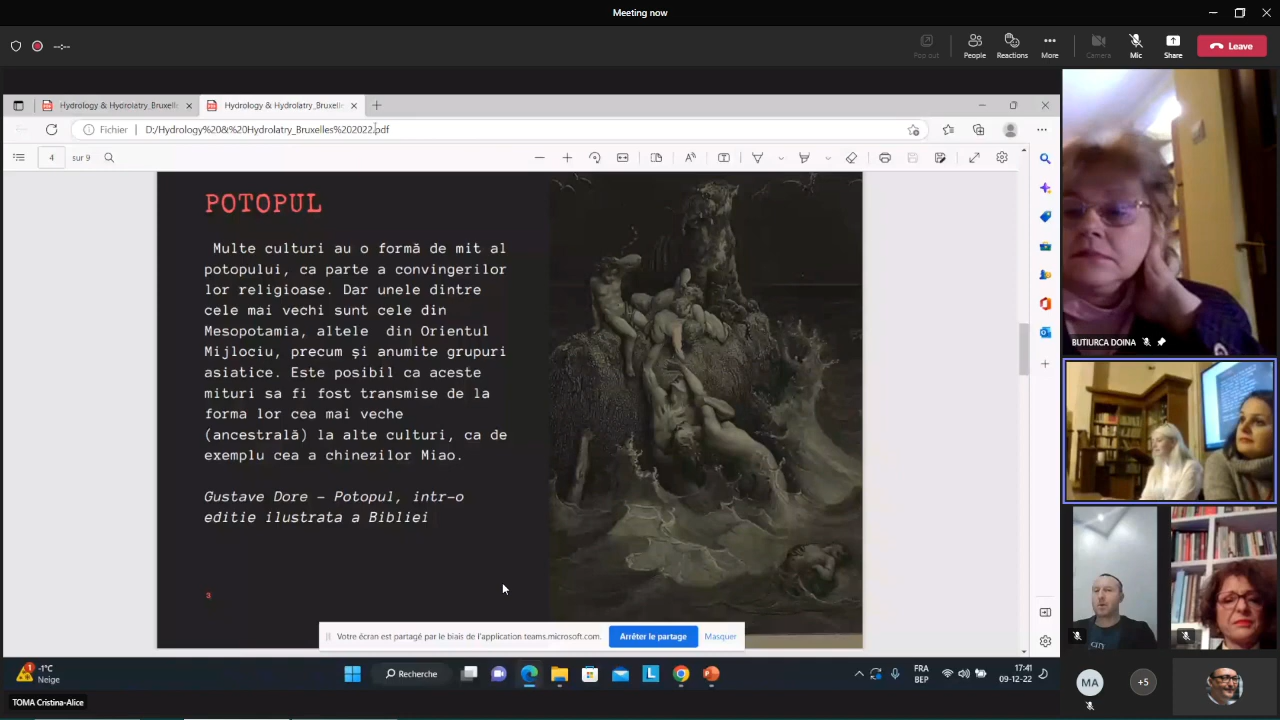 Meeting now
--:--
Pop out
People
Reactions
More
Camera
Mic
Share
Leave
Hydrology & Hydrolatry_Bruxelle
Hydrology & Hydrolatry_Bruxelle
Fichier
D:/Hydrology%20&%20Hydrolatry_Bruxelles%202022.pdf
4
sur 9
POTOPUL
Multe culturi au o formă de mit al
potopului, ca parte a convingerilor
lor religioase. Dar unele dintre
cele mai vechi sunt cele din
Mesopotamia, altele din Orientul
Mijlociu, precum și anumite grupuri
asiatice. Este posibil ca aceste
mituri sa fi fost transmise de la
forma lor cea mai veche
(ancestrală) la alte culturi, ca de
exemplu cea a chinezilor Miao.
Gustave Dore – Potopul, intr-o
editie ilustrata a Bibliei
3
Votre écran est partagé par le biais de l'application teams.microsoft.com.
Arrêter le partage
Masquer
BUTIURCA DOINA
CITY
MA
+5
1
-1°C
Neige
Recherche
L
FRA
BEP
17:41
09-12-22
TOMA Cristina-Alice